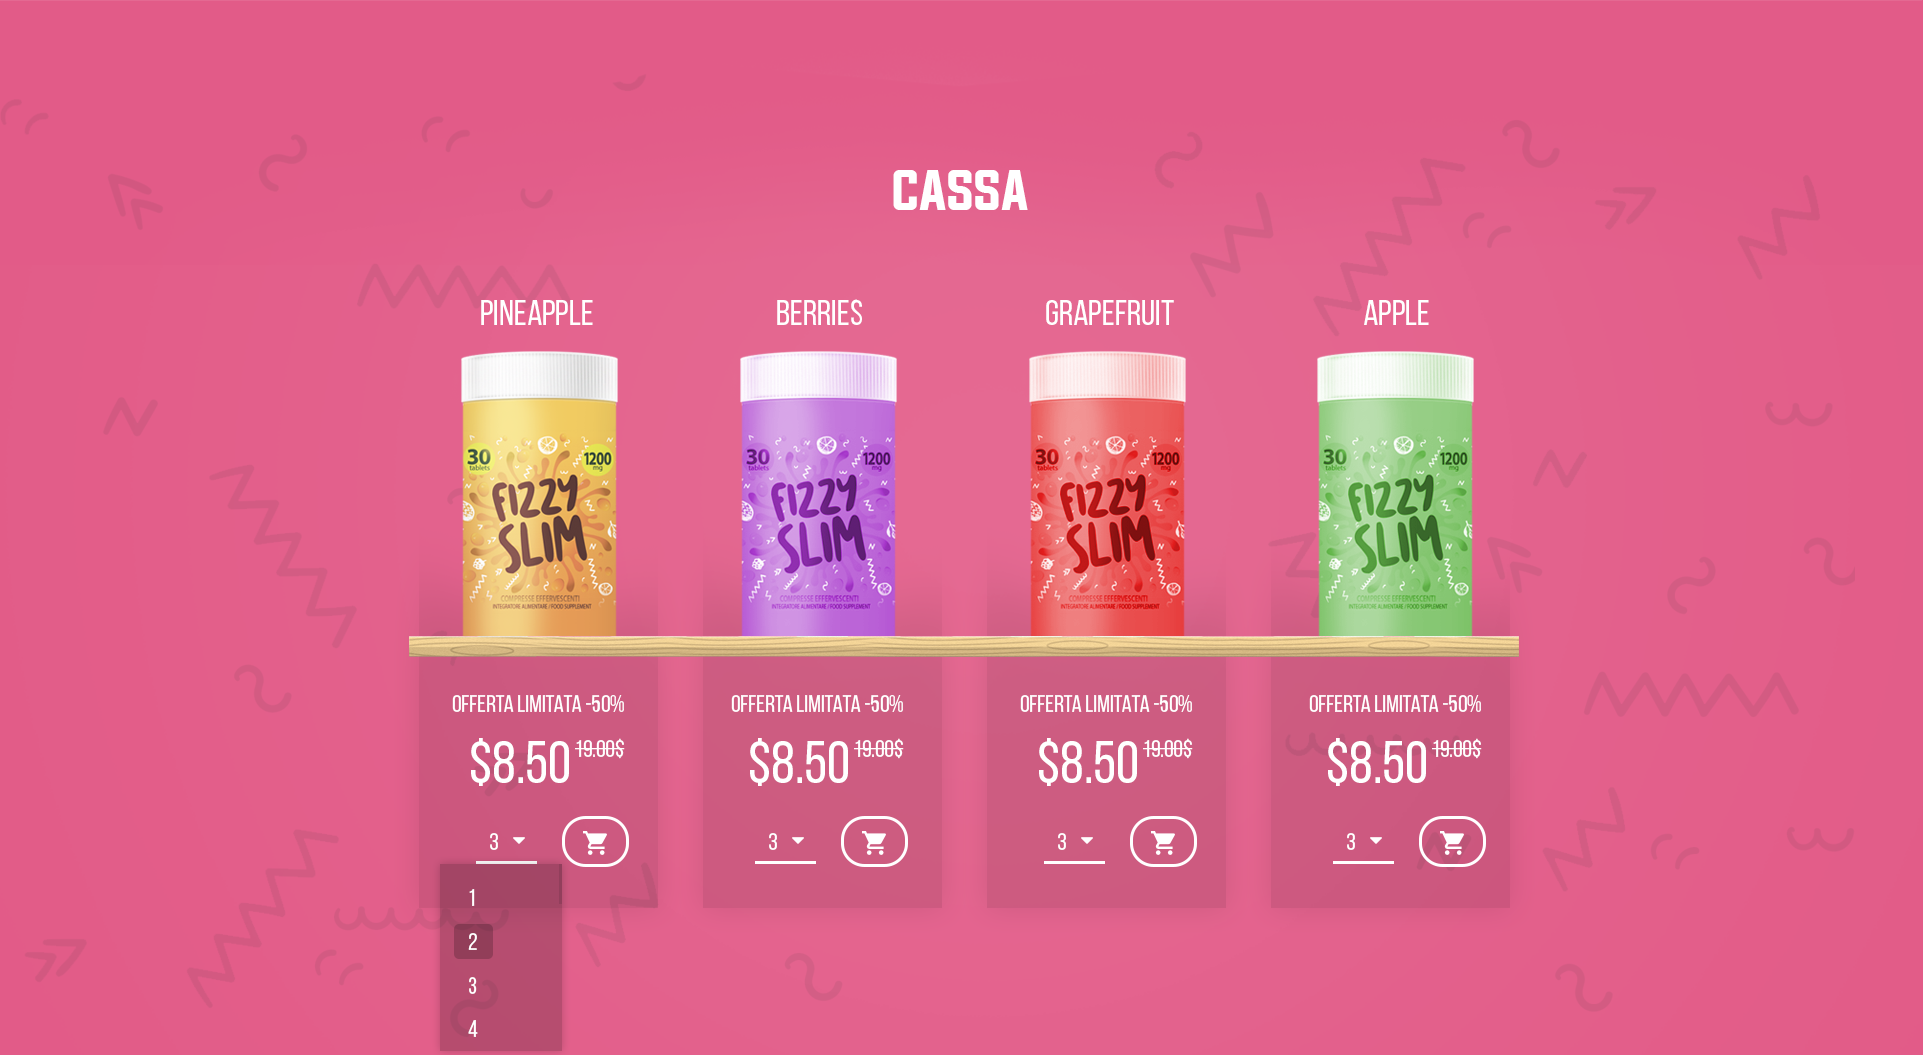 CASSA
PINEAPPLE
BERRIES
GRAPEFRUIT
APPLE
30
tablets
1200
mg
FIZZY
SLIM
COMPRESSE EFFERVESCENTI
INTEGRATORE ALIMENTARE / FOOD SUPPLEMENT
30
tablets
1200
mg
FIZZY
SLIM
COMPRESSE EFFERVESCENTI
INTEGRATORE ALIMENTARE / FOOD SUPPLEMENT
30
tablets
1200
mg
FIZZY
SLIM
COMPRESSE EFFERVESCENTI
INTEGRATORE ALIMENTARE / FOOD SUPPLEMENT
30
tablets
1200
mg
FIZZY
SLIM
COMPRESSE EFFERVESCENTI
INTEGRATORE ALIMENTARE / FOOD SUPPLEMENT
OFFERTA LIMITATA -50%
$8.50 19.00$
3
1
2
3
4
OFFERTA LIMITATA -50%
$8.50 19.00$
3
OFFERTA LIMITATA -50%
$8.50 19.00$
3
OFFERTA LIMITATA -50%
$8.50 19.00$
3